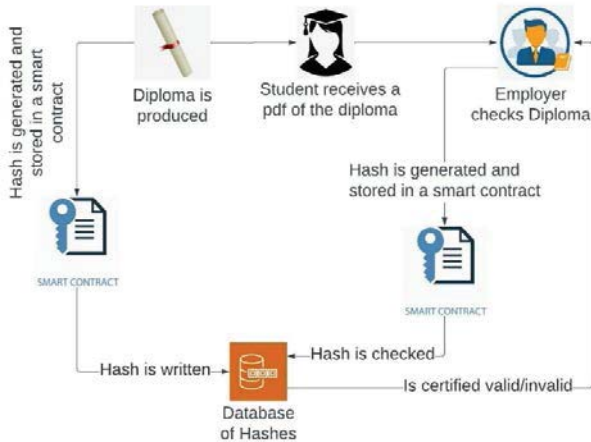 Hash is generated and
stored in a smart
contract
Diploma is
produced
Student receives a
pdf of the diploma
Employer
checks Diploma
Hash is generated and
stored in a smart contract
SMART CONTRACT
SMART CONTRACT
Hash is written
Hash is checked
Is certified valid/invalid
Database
of Hashes